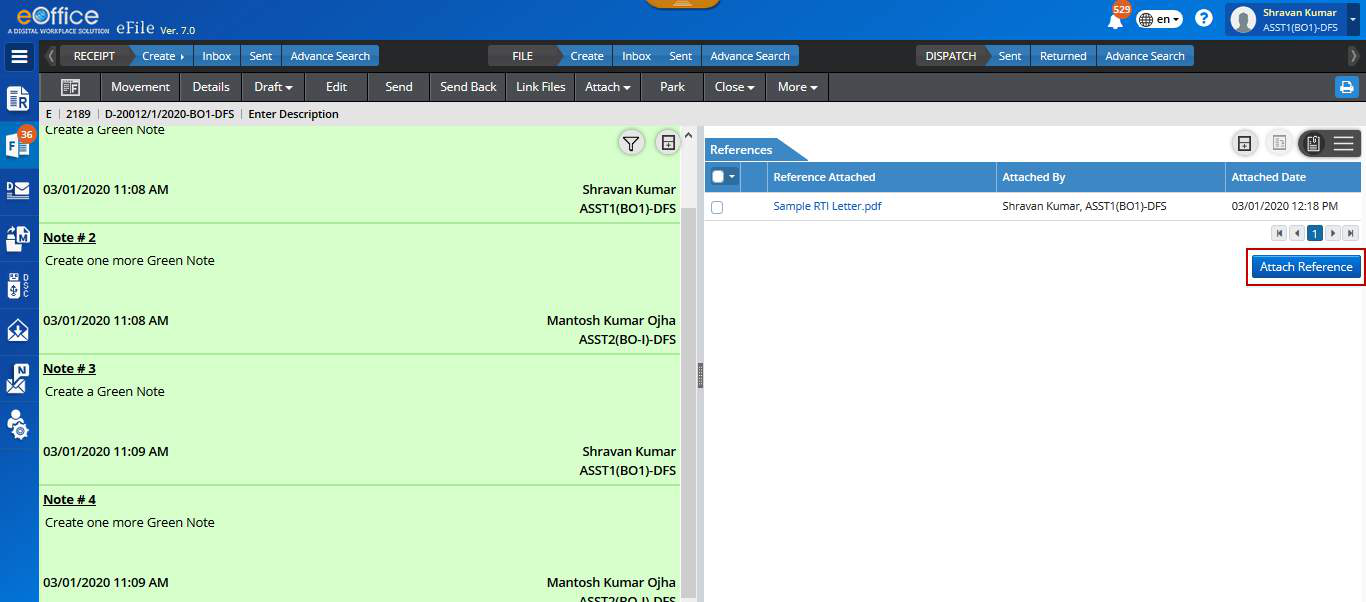 eOffice
A DIGITAL WORKPLACE SOLUTION
eFile Ver. 7.0
529
en
?
Shravan Kumar
ASST1(BO1)-DFS
RECEIPT Create Inbox Sent Advance Search
FILE Create Inbox Sent Advance Search
DISPATCH Sent Returned Advance Search
Movement Details Draft Edit Send Send Back Link Files Attach Park Close More
E 2189 D-20012/1/2020-BO1-DFS Enter Description
R
36
F
D
M
DSC
N
Create a Green Note
03/01/2020 11:08 AM Shravan Kumar
ASST1(BO1)-DFS
Note # 2
Create one more Green Note
03/01/2020 11:08 AM Mantosh Kumar Ojha
ASST2(BO-I)-DFS
Note # 3
Create a Green Note
03/01/2020 11:09 AM Shravan Kumar
ASST1(BO1)-DFS
Note # 4
Create one more Green Note
03/01/2020 11:09 AM Mantosh Kumar Ojha
ASST2(BO-I)-DFS
References
Reference Attached Attached By Attached Date
Sample RTI Letter.pdf Shravan Kumar, ASST1(BO1)-DFS 03/01/2020 12:18 PM
1
Attach Reference